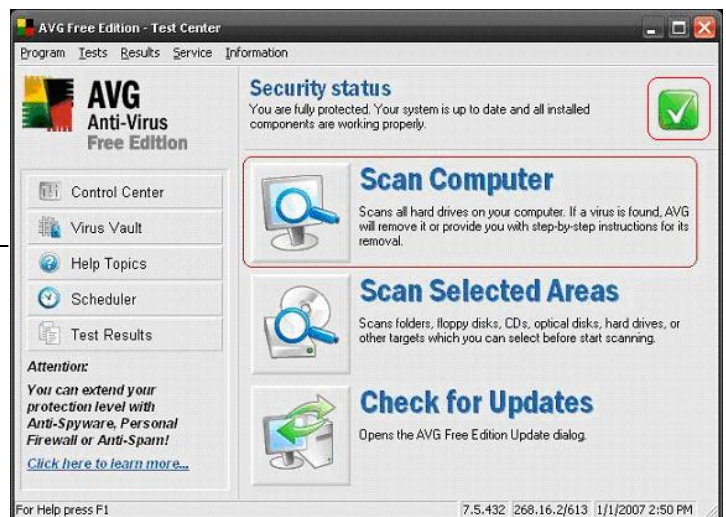 AVG Free Edition - Test Center
Program Tests Results Service Information
AVG
Anti-Virus
Free Edition
Control Center
Virus Vault
Help Topics
Scheduler
Test Results
Attention:
You can extend your
protection level with
Anti-Spyware, Personal
Firewall or Anti-Spam!
Click here to learn more...
Security status
You are fully protected. Your system is up to date and all installed
components are working properly.
Scan Computer
Scans all hard drives on your computer. If a virus is found, AVG
will remove it or provide you with step-by-step instructions for its
removal.
Scan Selected Areas
Scans folders, floppy disks, CDs, optical disks, hard drives, or
other targets which you can select before start scanning.
Check for Updates
Opens the AVG Free Edition Update dialog.
For Help press F1
7.5.432 268.16.2/613 1/1/2007 2:50 PM